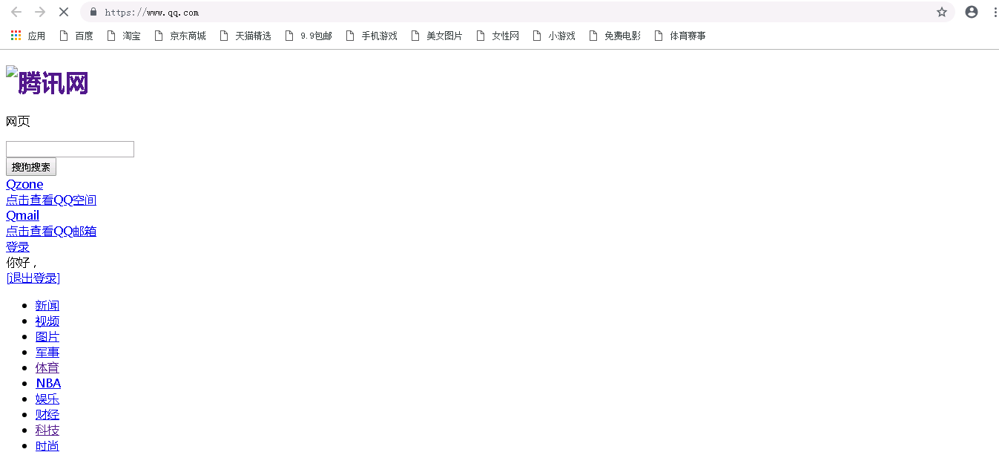 https://www.qq.com
应用 百度 淘宝 京东商城 天猫精选 9.9包邮 手机游戏 美女图片 女性网 小游戏 免费电影 体育赛事
腾讯网
网页
搜狗搜索
Qzone
点击查看QQ空间
Qmail
点击查看QQ邮箱
登录
你好，
[退出登录]
新闻
视频
图片
军事
体育
NBA
娱乐
财经
科技
时尚